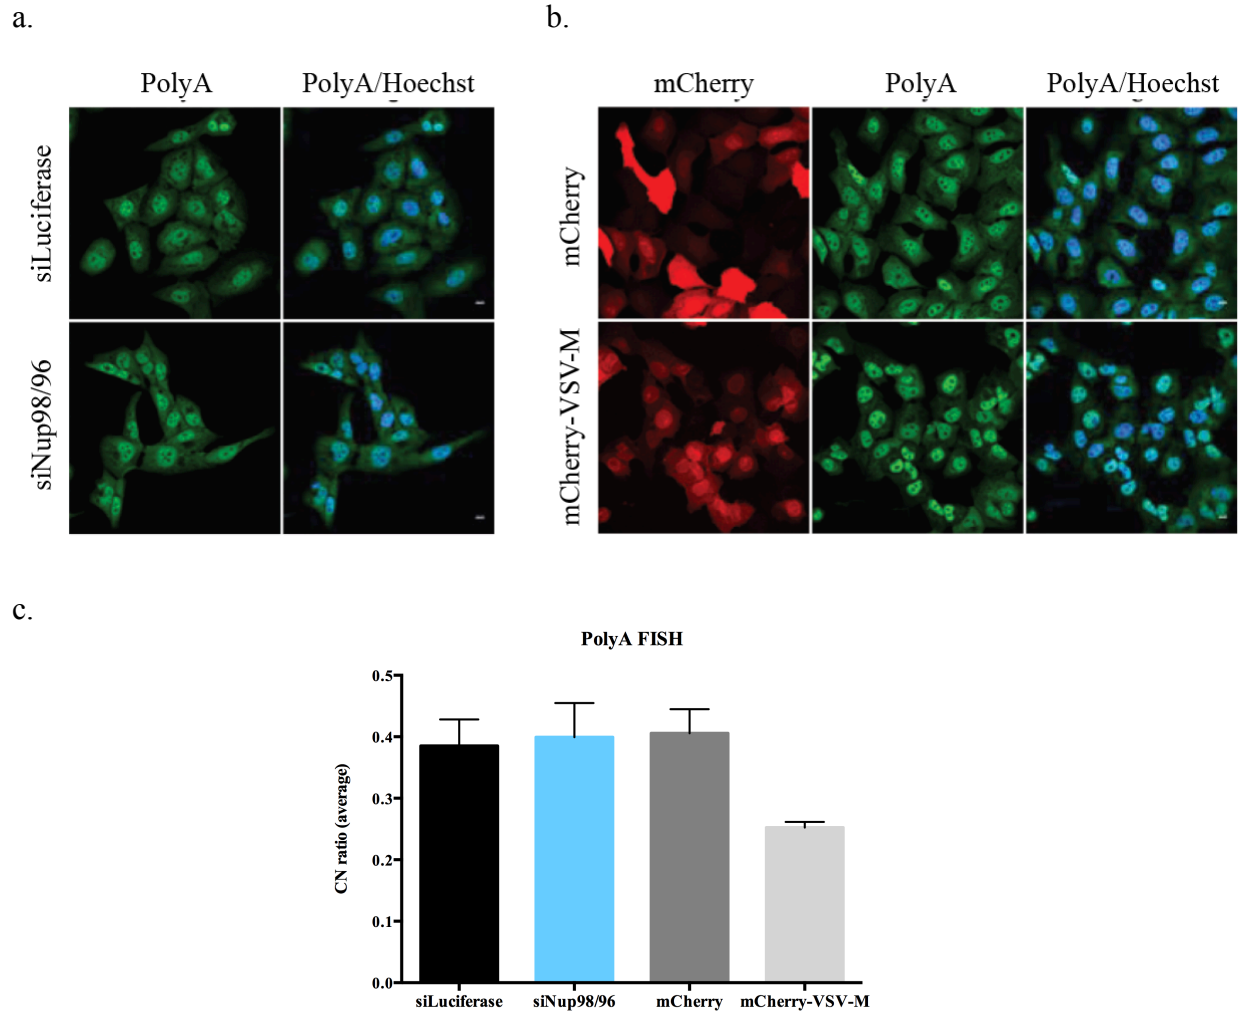 a.
PolyA
PolyA/Hoechst
siLuciferase
siNup98/96
b.
mCherry
PolyA
PolyA/Hoechst
mCherry
mCherry-VSV-M
c.
PolyA FISH
CN ratio (average)
0.5
0.4
0.3
0.2
0.1
0.0
siLuciferase
siNup98/96
mCherry
mCherry-VSV-M